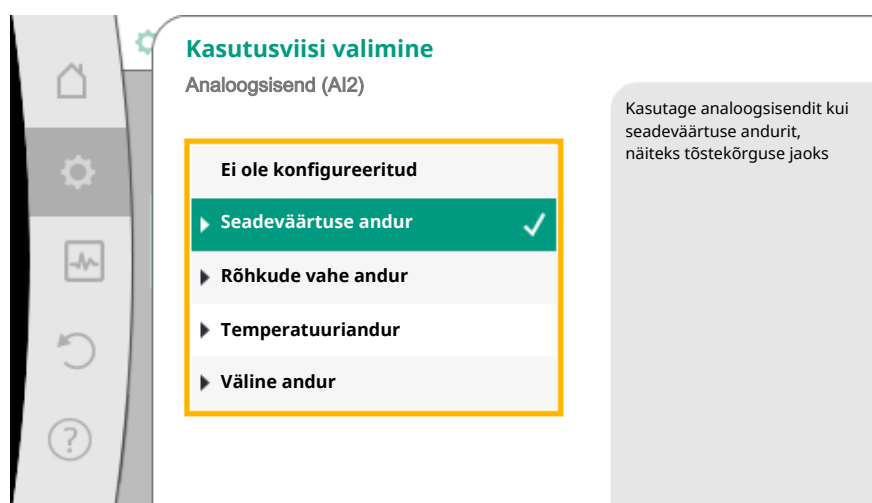 Kasutusviisi valimine
Analoogsisend (AI2)
Ei ole konfigureeritud
Seadeväärtuse andur
Rõhkude vahe andur
Temperatuuriandur
Väline andur
Kasutage analoogsisendit kui
seadeväärtuse andurit,
näiteks tõstekõrguse jaoks
?